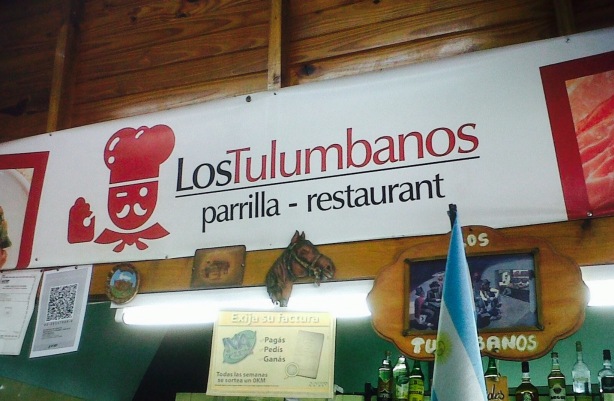 LosTulumbanos
parrilla - restaurant
LOS
TULUMBANOS
Exija su factura
Pagás
Pedís
Ganás
Todas las semanas
se sortea un 0KM